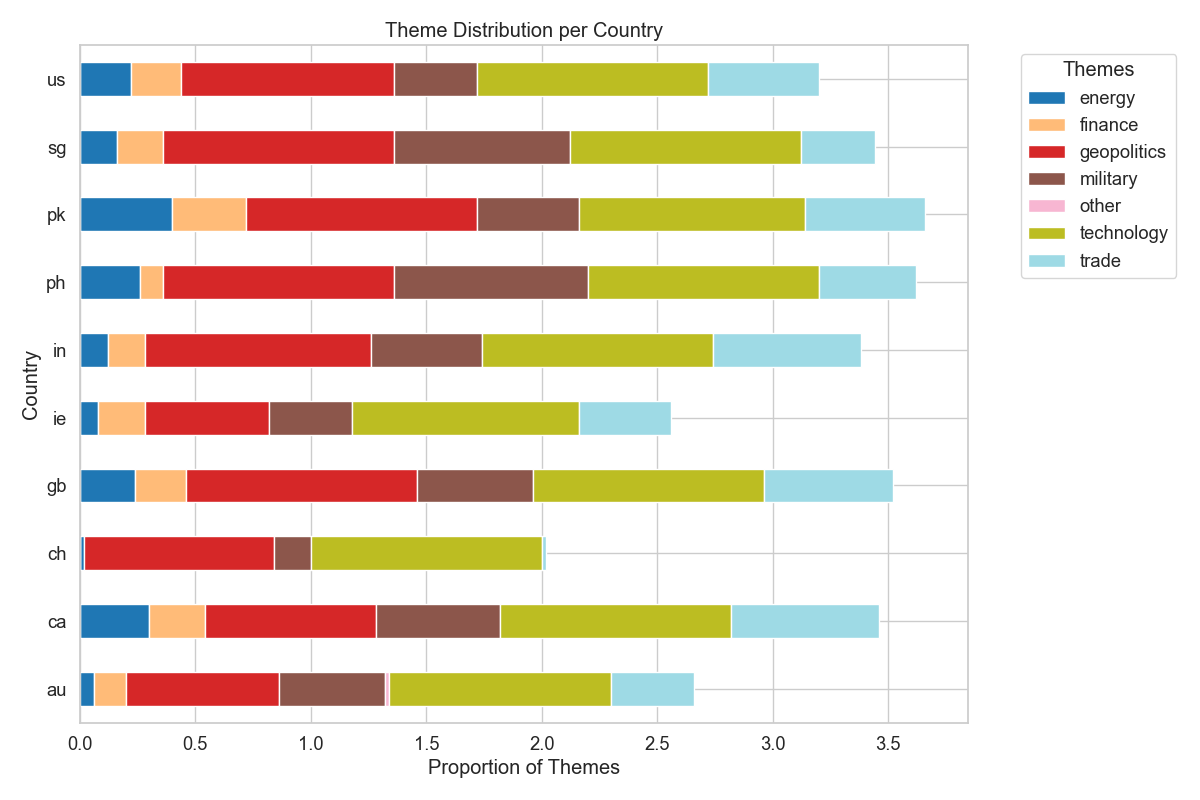 Theme Distribution per Country
us
sg
pk
ph
in
ie
gb
ch
ca
au
Country
0.0 0.5 1.0 1.5 2.0 2.5 3.0 3.5
Proportion of Themes
Themes
energy
finance
geopolitics
military
other
technology
trade